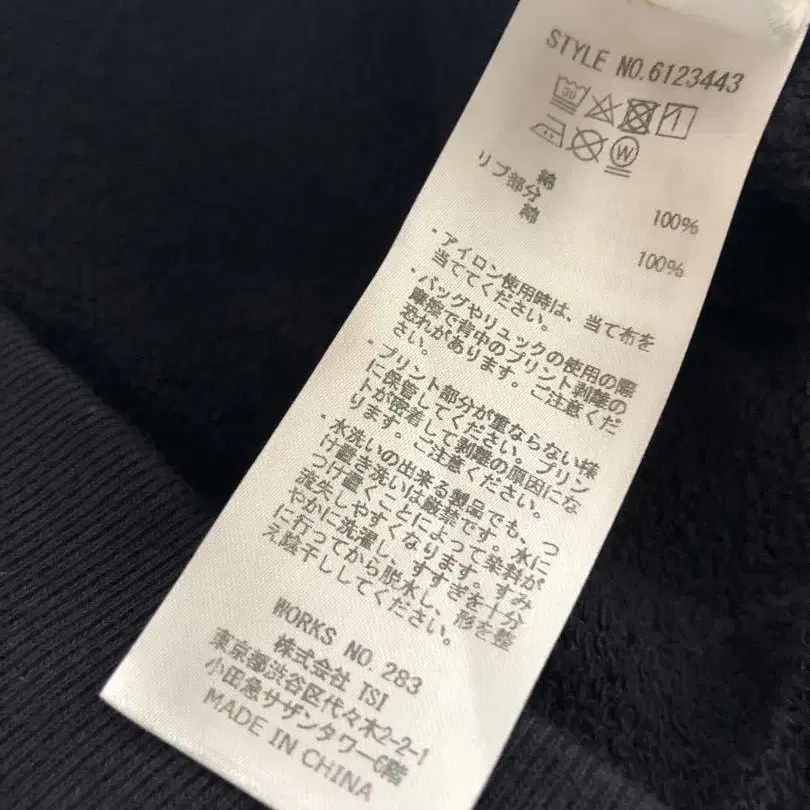 STYLE NO.6123443
30
W
綿 100%
リブ部分
綿 100%
・アイロン使用時は、当て布を
当ててください。
・バッグやリュックの使用の際
摩擦で背中のプリント剥離の
恐れがあります。ご注意くだ
さい。
・プリント部分が重ならない様
に保管してください。プリン
トが密着して剥離の原因にな
ります。ご注意ください。
・水洗いの出来る製品でも、つ
け置き洗いは厳禁です。水に
つけ置くことによって染料が
流失しやすくなります。すみ
やかに洗濯し、すすぎを十分
に行ってから脱水し、形を整
え陰干ししてください。
WORKS NO. 283
株式会社 TSI
東京都渋谷区代々木2-2-1
小田急サザンタワー6階
MADE IN CHINA